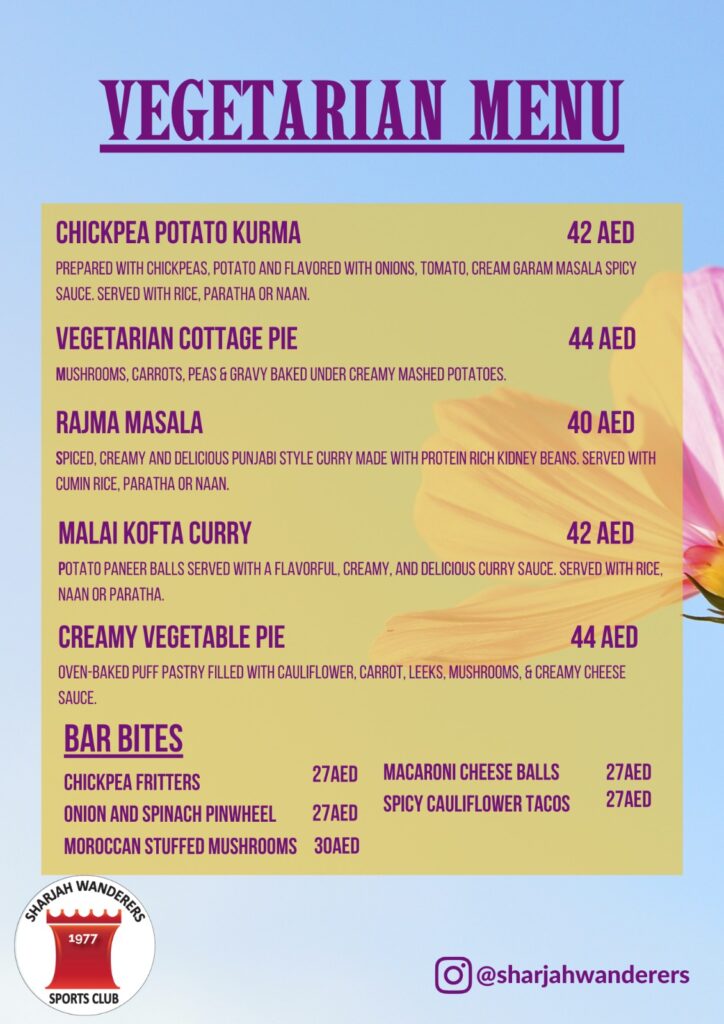 VEGETARIAN MENU
CHICKPEA POTATO KURMA 42 AED
PREPARED WITH CHICKPEAS, POTATO AND FLAVORED WITH ONIONS, TOMATO, CREAM GARAM MASALA SPICY
SAUCE. SERVED WITH RICE, PARATHA OR NAAN.
VEGETARIAN COTTAGE PIE 44 AED
MUSHROOMS, CARROTS, PEAS & GRAVY BAKED UNDER CREAMY MASHED POTATOES.
RAJMA MASALA 40 AED
SPICED, CREAMY AND DELICIOUS PUNJABI STYLE CURRY MADE WITH PROTEIN RICH KIDNEY BEANS. SERVED WITH
CUMIN RICE, PARATHA OR NAAN.
MALAI KOFTA CURRY 42 AED
POTATO PANEER BALLS SERVED WITH A FLAVORFUL, CREAMY, AND DELICIOUS CURRY SAUCE. SERVED WITH RICE,
NAAN OR PARATHA.
CREAMY VEGETABLE PIE 44 AED
OVEN-BAKED PUFF PASTRY FILLED WITH CAULIFLOWER, CARROT, LEEKS, MUSHROOMS, & CREAMY CHEESE
SAUCE.
BAR BITES
CHICKPEA FRITTERS 27AED
ONION AND SPINACH PINWHEEL 27AED
MOROCCAN STUFFED MUSHROOMS 30AED
MACARONI CHEESE BALLS 27AED
SPICY CAULIFLOWER TACOS 27AED
SHARJAH WANDERERS
1977
SPORTS CLUB
@sharjahwanderers